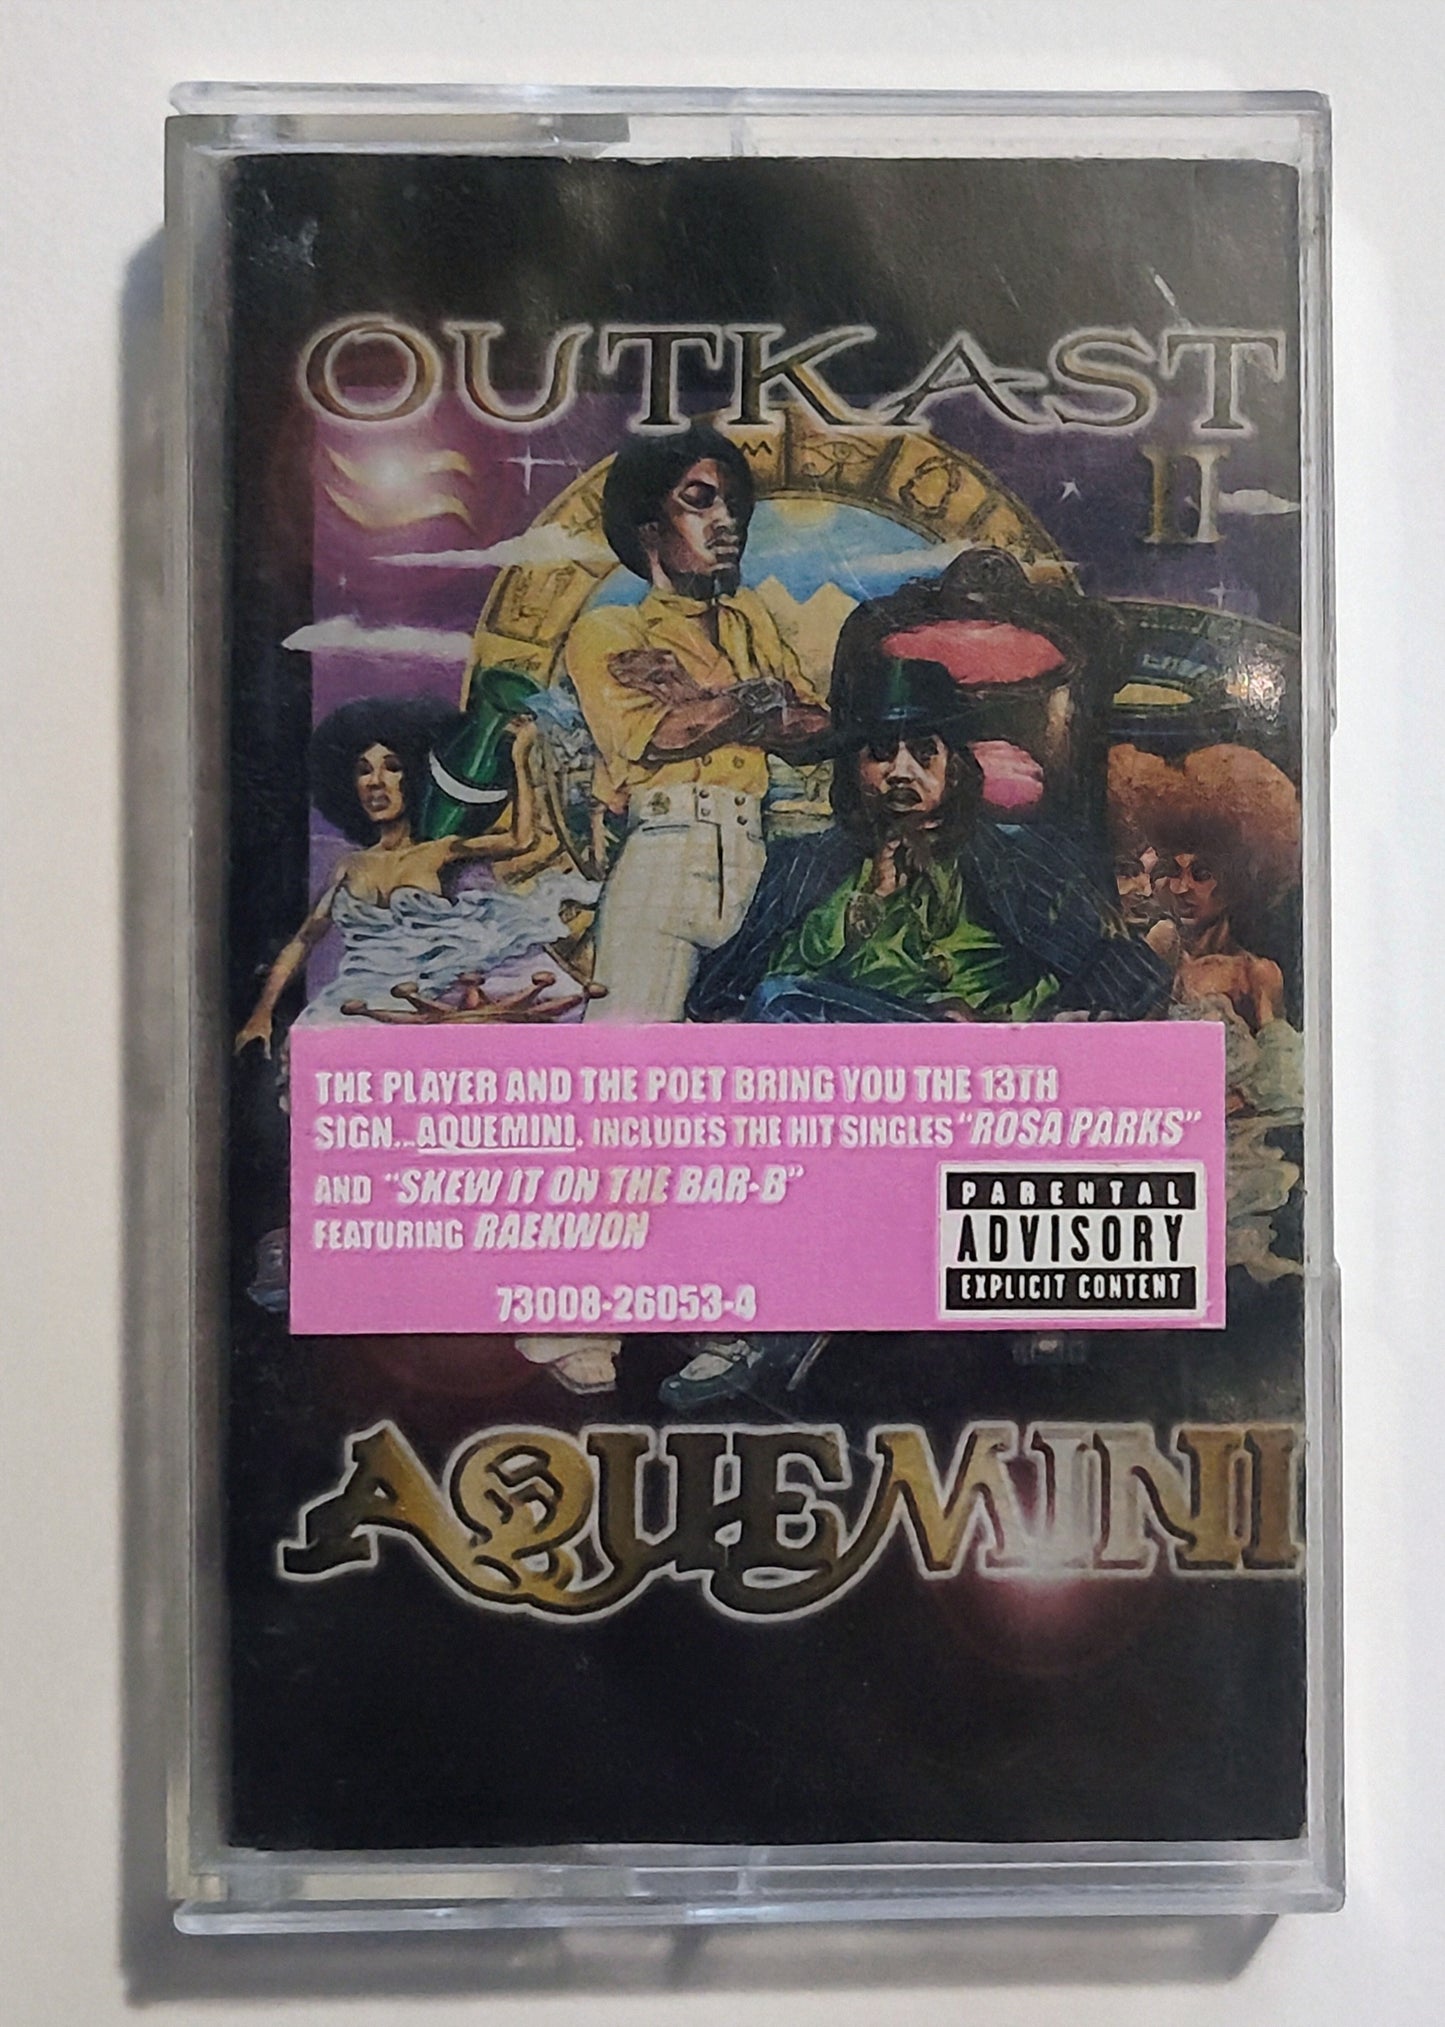 OUTKAST
II
THE PLAYER AND THE POET BRING YOU THE 13TH
SIGN...AQUEMINI. INCLUDES THE HIT SINGLES "ROSA PARKS"
AND "SKEW IT ON THE BAR-B"
FEATURING RAEKWON
73008-26053-4
PARENTAL
ADVISORY
EXPLICIT CONTENT
AQUEMINI